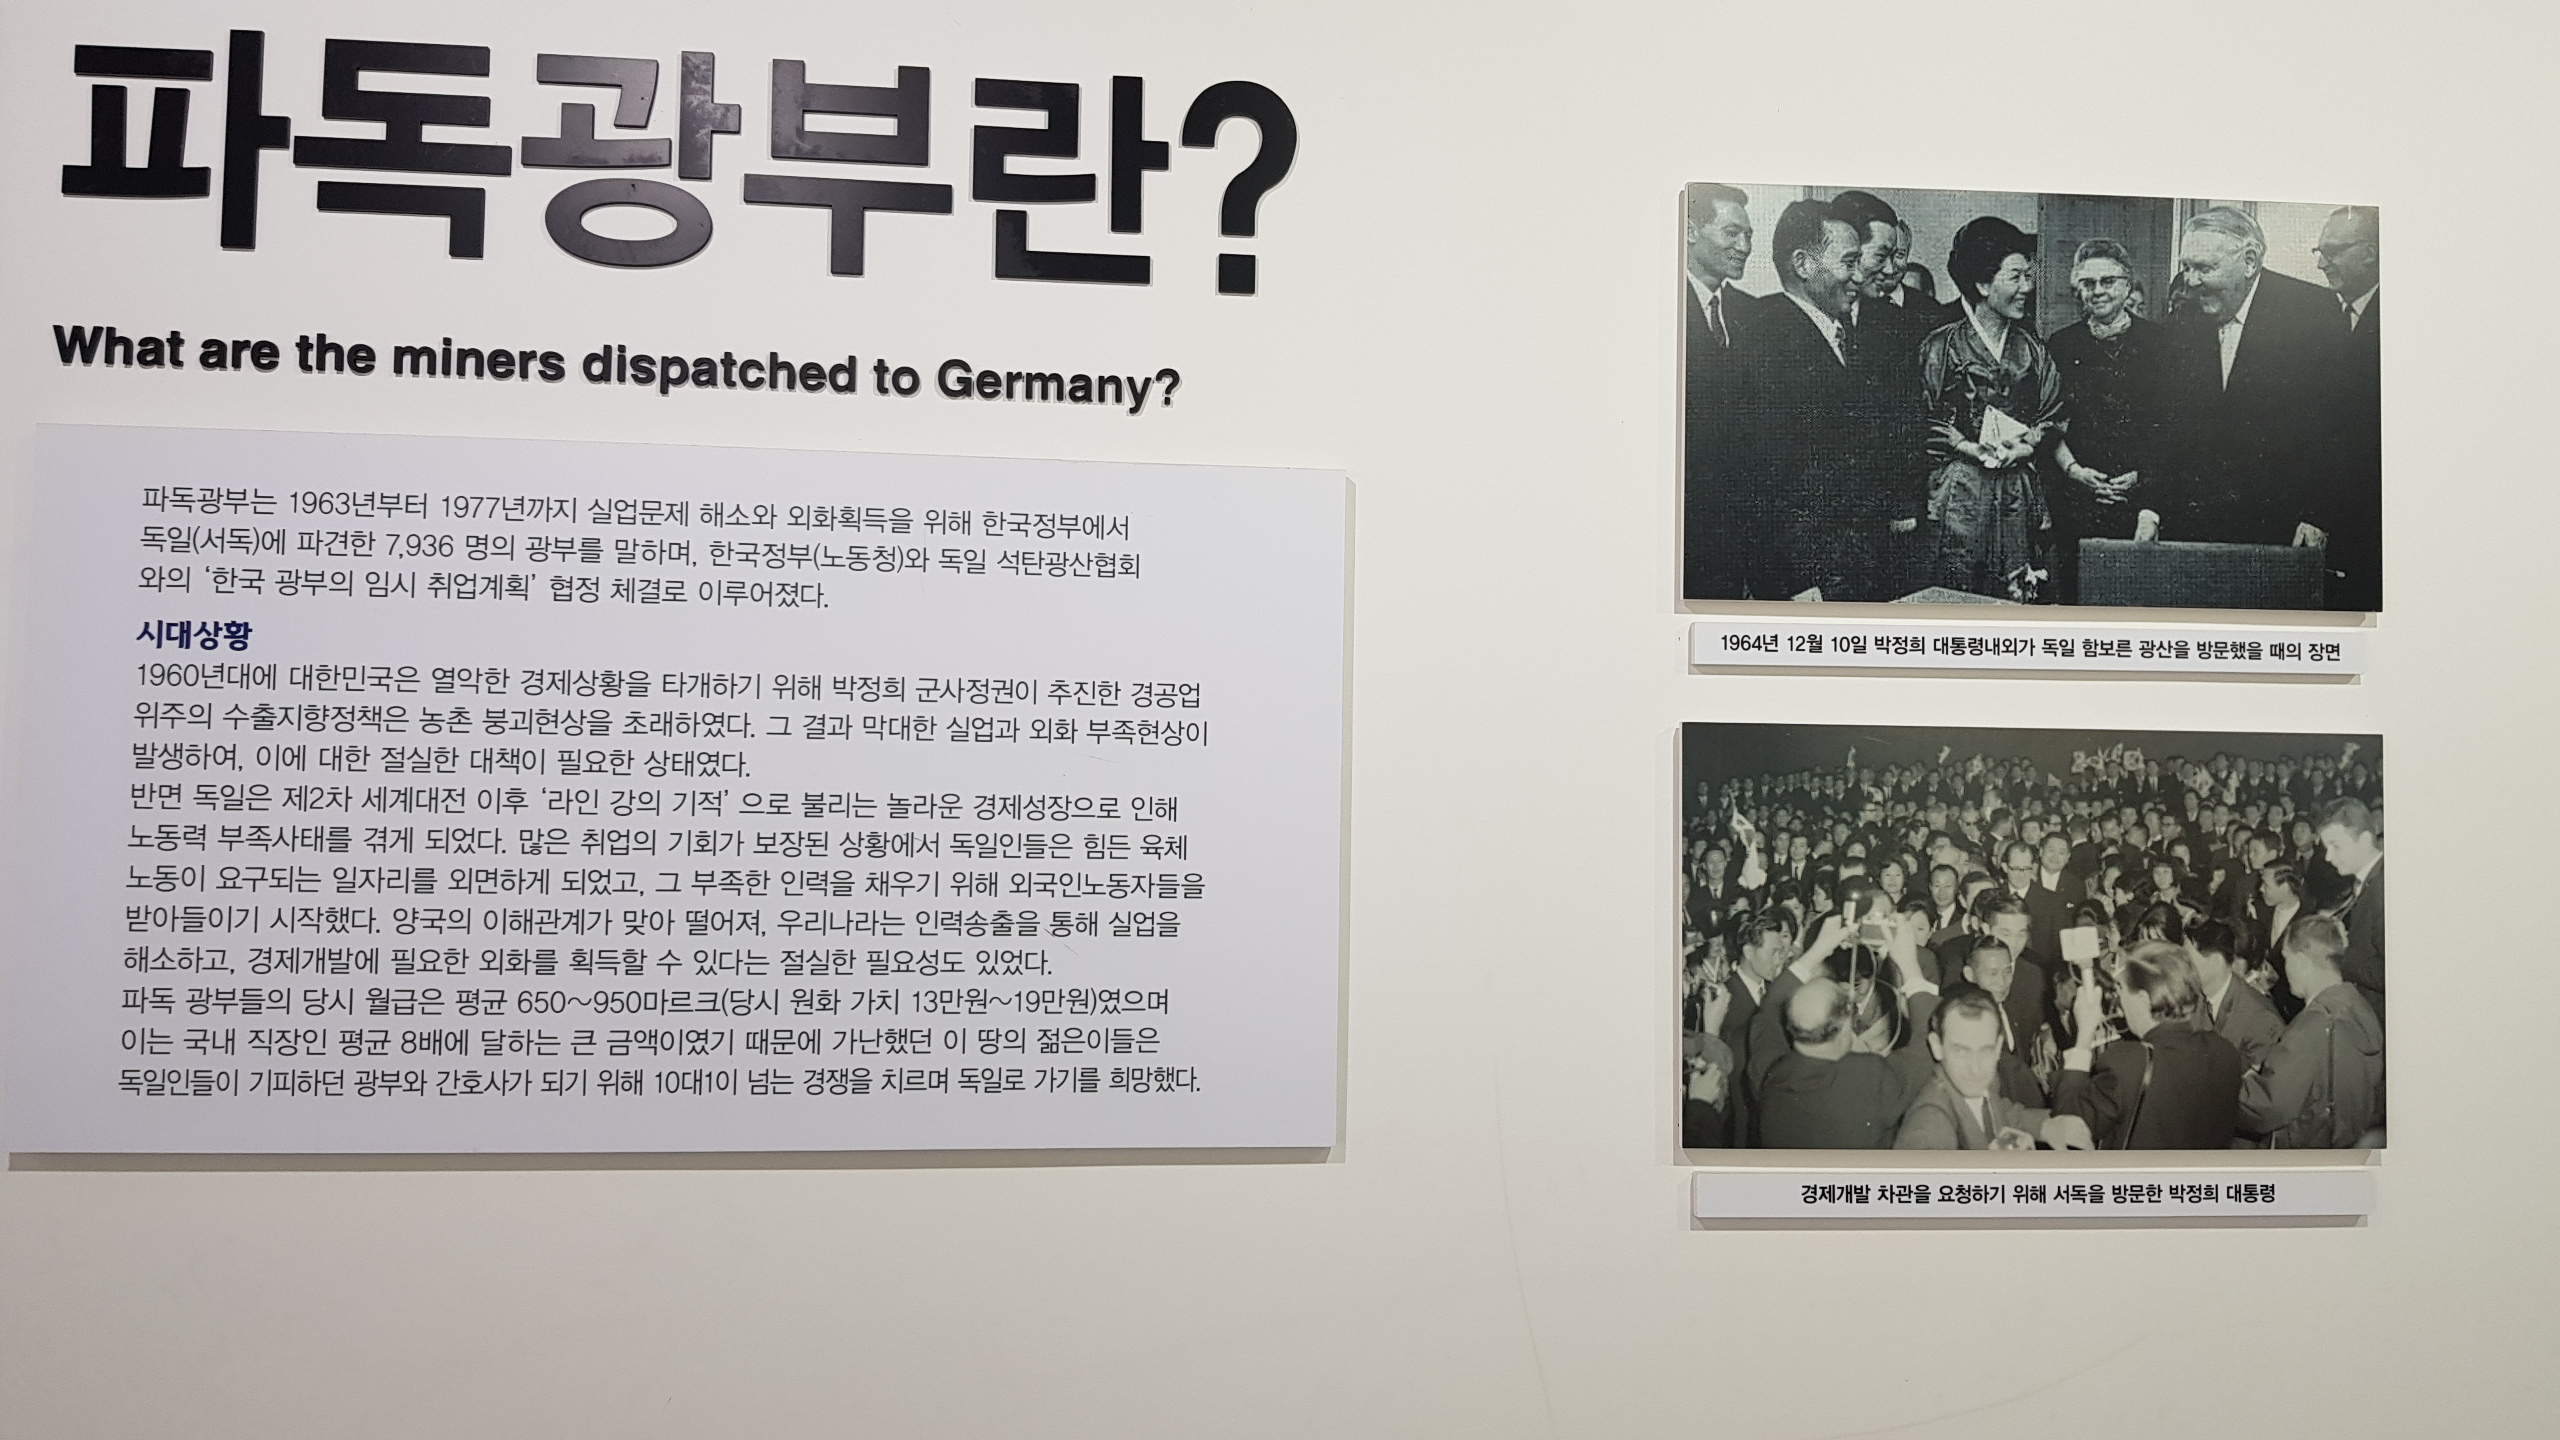 파독광부란?
What are the miners dispatched to Germany?
파독광부는 1963년부터 1977년까지 실업문제 해소와 외화획득을 위해 한국정부에서
독일(서독)에 파견한 7,936 명의 광부를 말하며, 한국정부(노동청)와 독일 석탄광산협회
와의 ‘한국 광부의 임시 취업계획’ 협정 체결로 이루어졌다.
시대상황
1960년대에 대한민국은 열악한 경제상황을 타개하기 위해 박정희 군사정권이 추진한 경공업
위주의 수출지향정책은 농촌 붕괴현상을 초래하였다. 그 결과 막대한 실업과 외화 부족현상이
발생하여, 이에 대한 절실한 대책이 필요한 상태였다.
반면 독일은 제2차 세계대전 이후 ‘라인 강의 기적’ 으로 불리는 놀라운 경제성장으로 인해
노동력 부족사태를 겪게 되었다. 많은 취업의 기회가 보장된 상황에서 독일인들은 힘든 육체
노동이 요구되는 일자리를 외면하게 되었고, 그 부족한 인력을 채우기 위해 외국인노동자들을
받아들이기 시작했다. 양국의 이해관계가 맞아 떨어져, 우리나라는 인력송출을 통해 실업을
해소하고, 경제개발에 필요한 외화를 획득할 수 있다는 절실한 필요성도 있었다.
파독 광부들의 당시 월급은 평균 650～950마르크(당시 원화 가치 13만원～19만원)였으며
이는 국내 직장인 평균 8배에 달하는 큰 금액이였기 때문에 가난했던 이 땅의 젊은이들은
독일인들이 기피하던 광부와 간호사가 되기 위해 10대1이 넘는 경쟁을 치르며 독일로 가기를 희망했다.
1964년 12월 10일 박정희 대통령내외가 독일 함보른 광산을 방문했을 때의 장면
경제개발 차관을 요청하기 위해 서독을 방문한 박정희 대통령